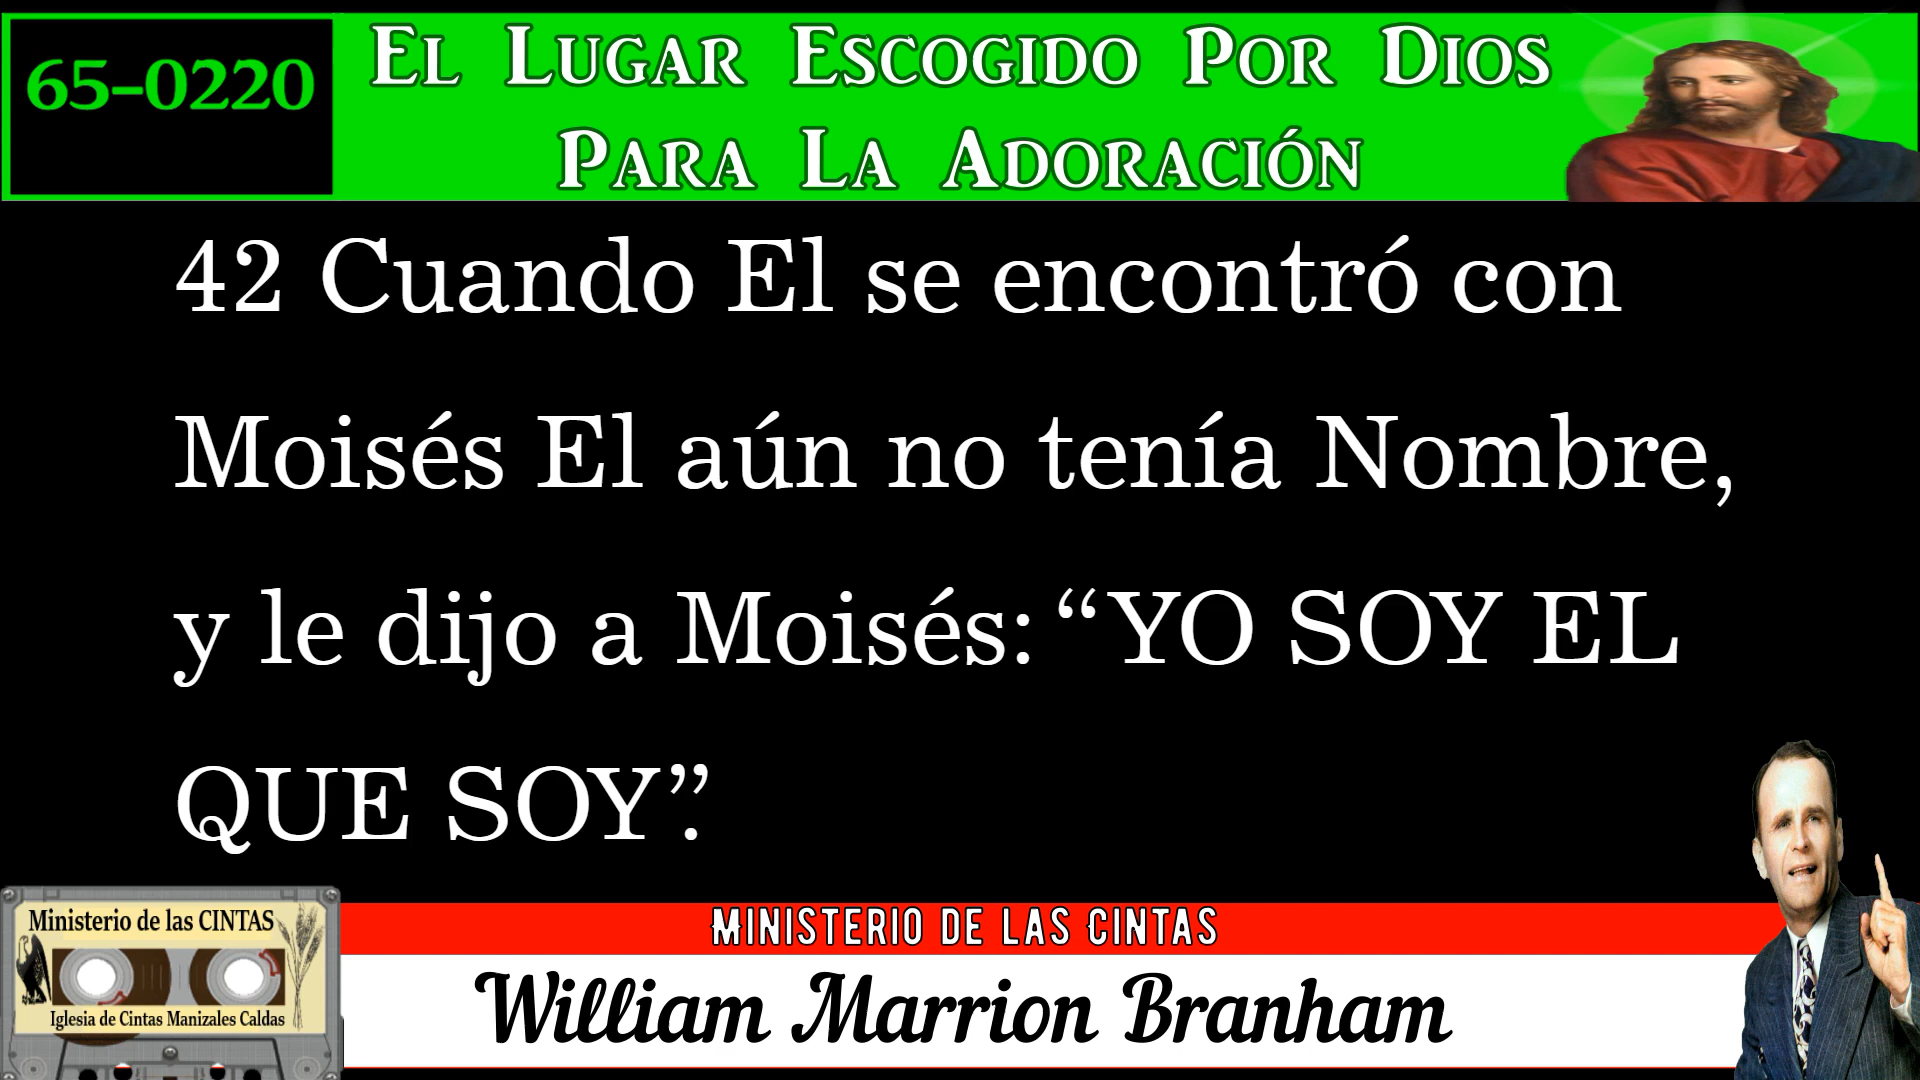 65-0220
El Lugar Escogido Por Dios
Para La Adoración
42 Cuando El se encontró con
Moisés El aún no tenía Nombre,
y le dijo a Moisés: “YO SOY EL
QUE SOY”.
Ministerio de las CINTAS
Iglesia de Cintas Manizales Caldas
MINISTERIO DE LAS CINTAS
William Marrion Branham